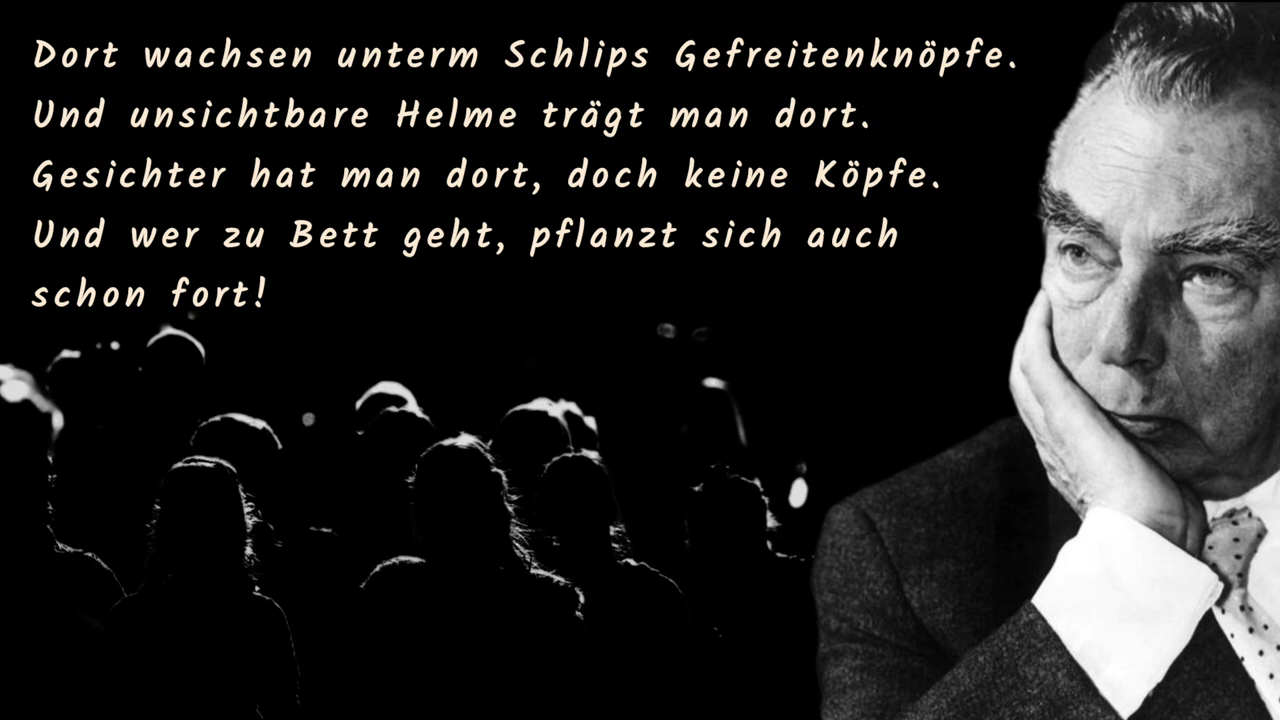 Dort wachsen unterm Schlips Gefreitenknöpfe.
Und unsichtbare Helme trägt man dort.
Gesichter hat man dort, doch keine Köpfe.
Und wer zu Bett geht, pflanzt sich auch
schon fort!